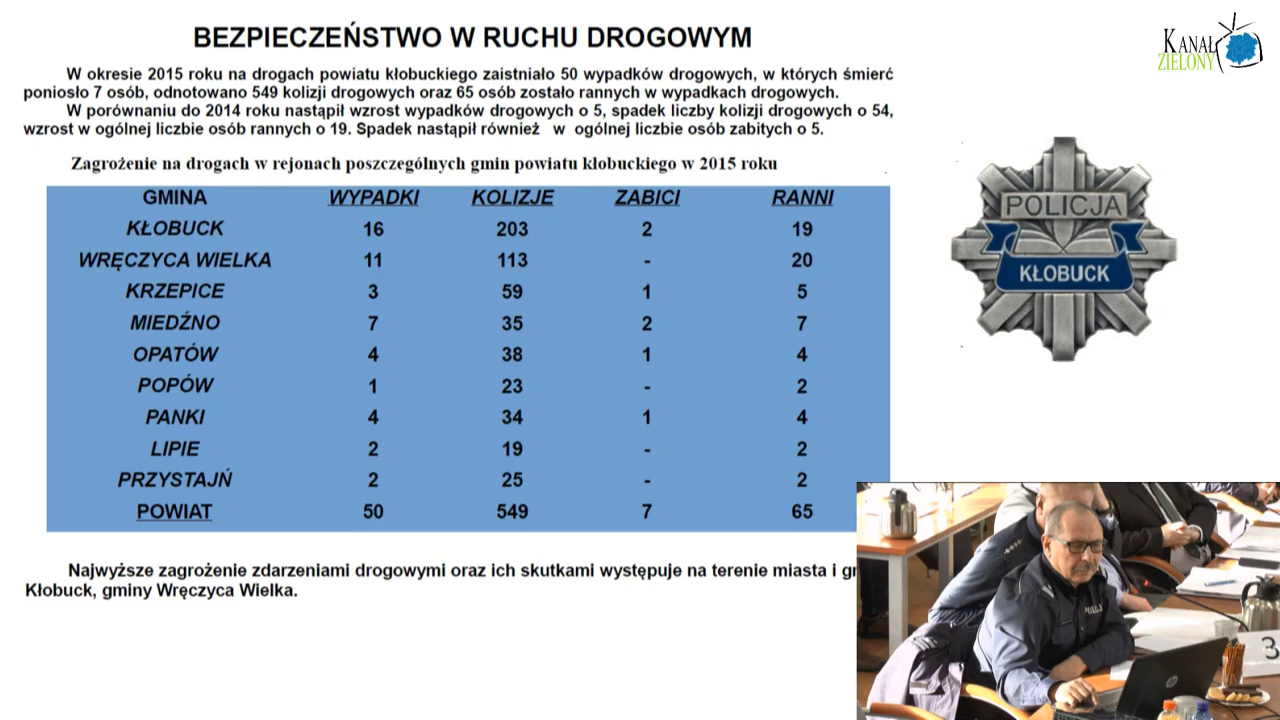 BEZPIECZEŃSTWO W RUCHU DROGOWYM
KANAŁ
ZIELONY
W okresie 2015 roku na drogach powiatu kłobuckiego zaistniało 50 wypadków drogowych, w których śmierć
poniosło 7 osób, odnotowano 549 kolizji drogowych oraz 65 osób zostało rannych w wypadkach drogowych.
W porównaniu do 2014 roku nastąpił wzrost wypadków drogowych o 5, spadek liczby kolizji drogowych o 54,
wzrost w ogólnej liczbie osób rannych o 19. Spadek nastąpił również w ogólnej liczbie osób zabitych o 5.
Zagrożenie na drogach w rejonach poszczególnych gmin powiatu kłobuckiego w 2015 roku
GMINA WYPADKI KOLIZJE ZABICI RANNI
KŁOBUCK 16 203 2 19
WRĘCZYCA WIELKA 11 113 - 20
KRZEPICE 3 59 1 5
MIEDŹNO 7 35 2 7
OPATÓW 4 38 1 4
POPÓW 1 23 - 2
PANKI 4 34 1 4
LIPIE 2 19 - 2
PRZYSTAJŃ 2 25 - 2
POWIAT 50 549 7 65
POLICJA
KŁOBUCK
Najwyższe zagrożenie zdarzeniami drogowymi oraz ich skutkami występuje na terenie miasta i
Kłobuck, gminy Wręczyca Wielka.
hp
3